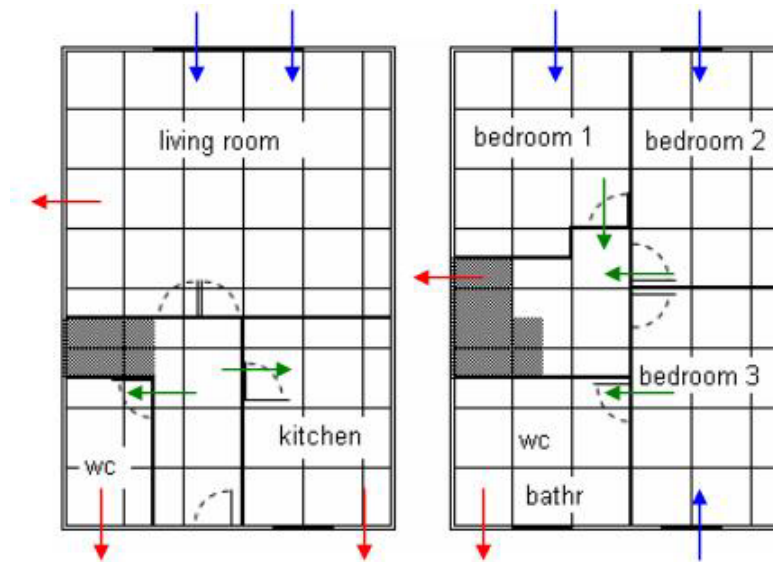 living room
kitchen
wc
bedroom 1
bedroom 2
bedroom 3
wc
bathr